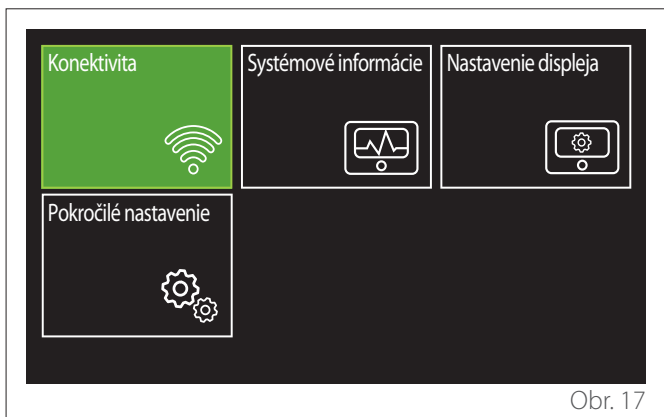 Konektivita
Systémové informácie
Nastavenie displeja
Pokročilé nastavenie
Obr. 17